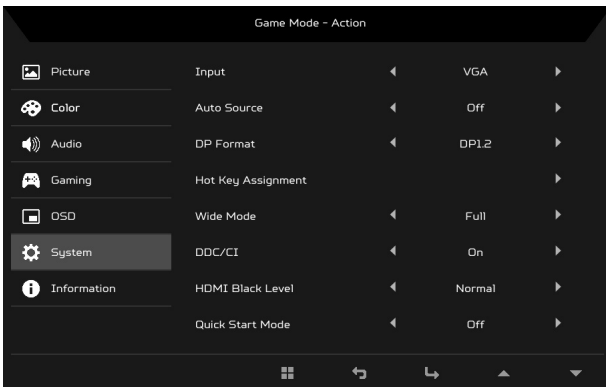 Game Mode - Action
Picture
Input VGA
Color
Auto Source Off
Audio
DP Format DP1.2
Gaming
Hot Key Assignment
OSD
Wide Mode Full
System
DDC/CI On
Information
HDMI Black Level Normal
Quick Start Mode Off